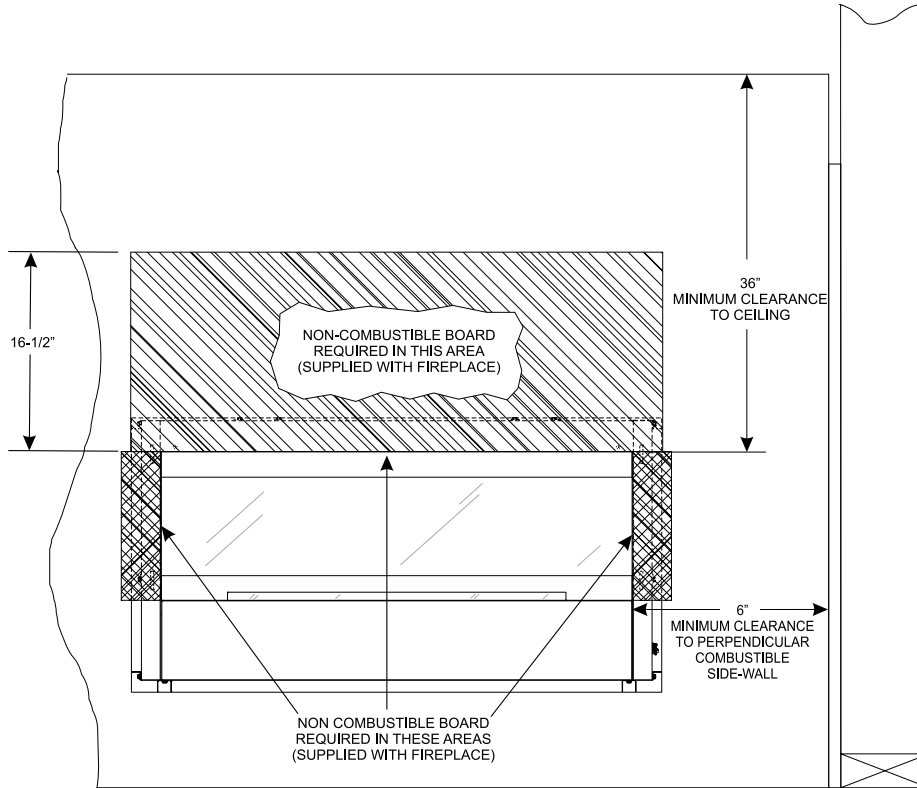 36”
MINIMUM CLEARANCE
TO CEILING
16-1/2”
NON-COMBUSTIBLE BOARD
REQUIRED IN THIS AREA
(SUPPLIED WITH FIREPLACE)
6”
MINIMUM CLEARANCE
TO PERPENDICULAR
COMBUSTIBLE
SIDE-WALL
NON COMBUSTIBLE BOARD
REQUIRED IN THESE AREAS
(SUPPLIED WITH FIREPLACE)